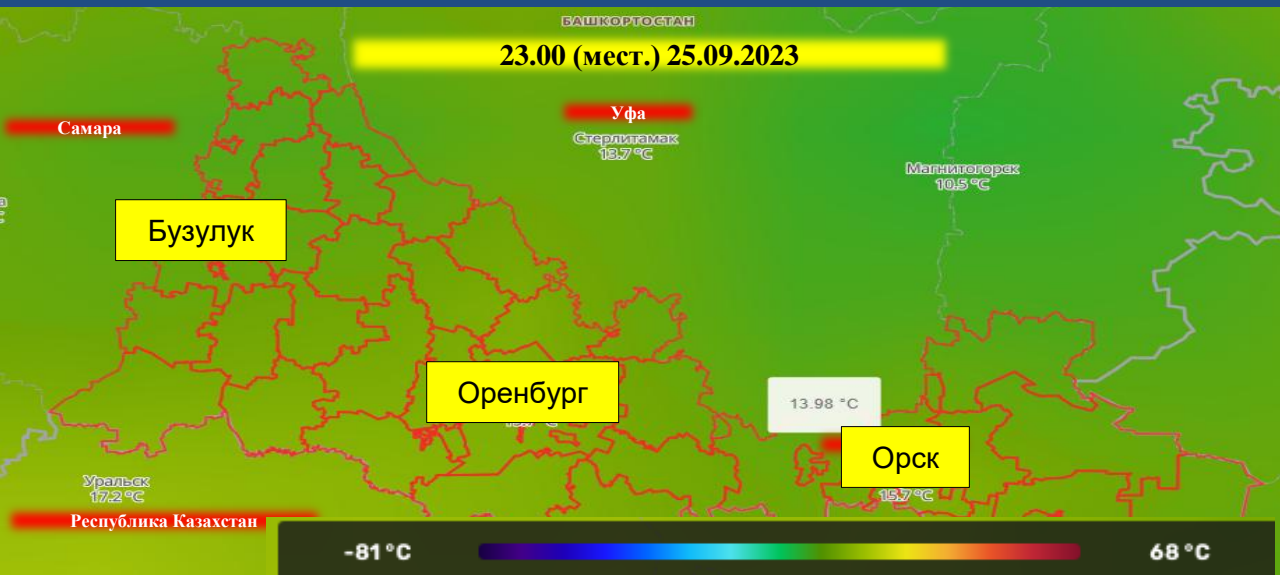 БАШКОРТОСТАН
23.00 (мест.) 25.09.2023
Уфа
Самара
Стерлитамак
13.7 °C
Магнитогорск
10.5 °C
Бузулук
Оренбург
13.98 °C
Орск
15.7 °C
Уральск
17.2 °C
Республика Казахстан
-81°C
68°C